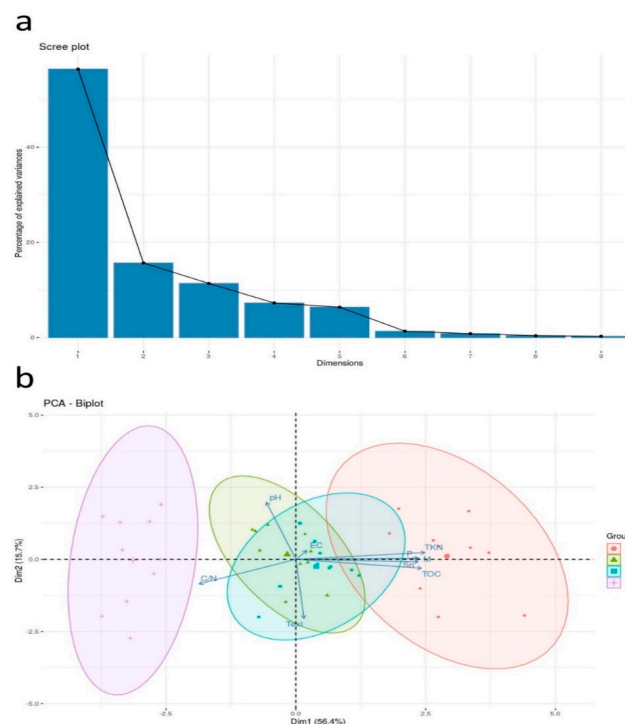 a
Scree plot
Percentage of explained variances
40
20
0
1 2 3 4 5 6 7 8 9
Dimensions
b
PCA - Biplot
Dim2 (15.7%)
5.0
2.5
0.0
-2.5
-5.0
pH
EC
TKN
P
M
TOC
C/N
Grou
-2.5 0.0 2.5 5.0
Dim1 (56.4%)